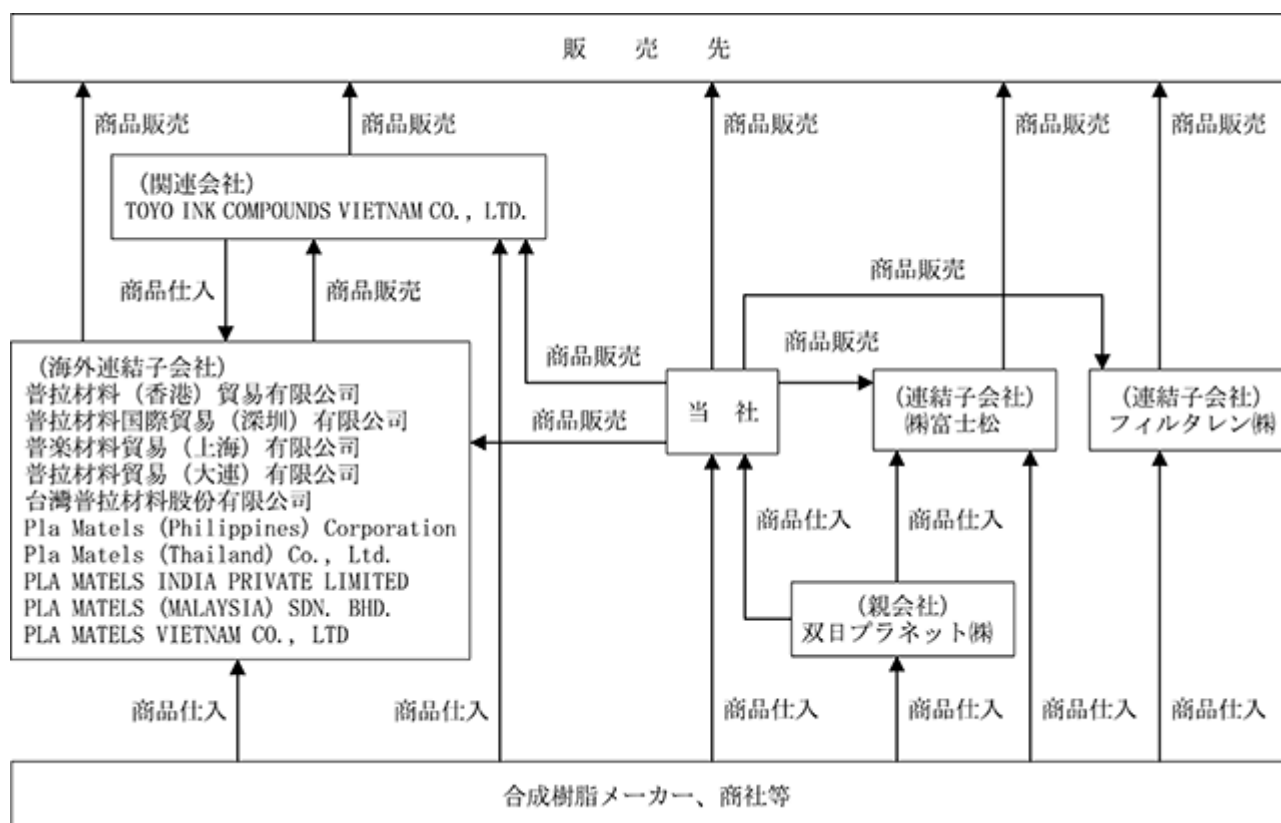 販売先
商品販売
商品販売
商品販売
商品販売
商品販売
(関連会社)
TOYO INK COMPOUNDS VIETNAM CO., LTD.
商品仕入
商品販売
商品販売
商品販売
商品販売
商品販売
(海外連結子会社)
普拉材料(香港)貿易有限公司
普拉材料国際貿易(深圳)有限公司
普楽材料貿易(上海)有限公司
普拉材料貿易(大連)有限公司
台灣普拉材料股份有限公司
Pla Matels (Philippines) Corporation
Pla Matels (Thailand) Co., Ltd.
PLA MATELS INDIA PRIVATE LIMITED
PLA MATELS (MALAYSIA) SDN. BHD.
PLA MATELS VIETNAM CO., LTD
当社
(連結子会社)
㈱富士松
(連結子会社)
フィルタレン㈱
商品仕入
商品仕入
(親会社)
双日プラネット㈱
商品仕入
商品仕入
商品仕入
商品仕入
商品仕入
商品仕入
合成樹脂メーカー、商社等